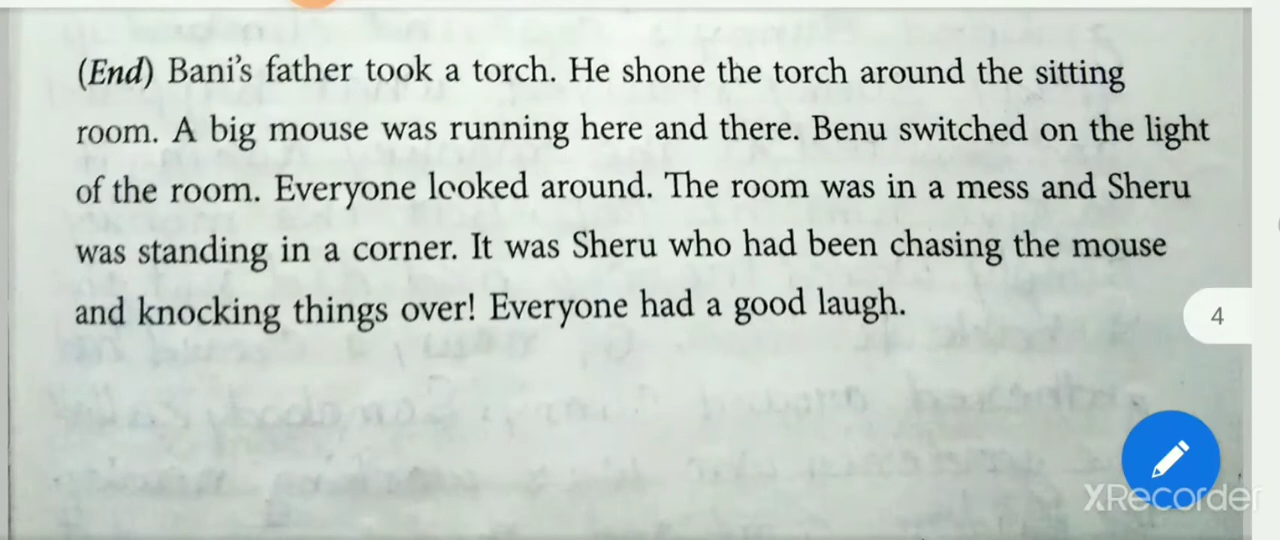 (End) Bani's father took a torch. He shone the torch around the sitting
room. A big mouse was running here and there. Benu switched on the light
of the room. Everyone looked around. The room was in a mess and Sheru
was standing in a corner. It was Sheru who had been chasing the mouse
and knocking things over! Everyone had a good laugh.
4
XRecorder